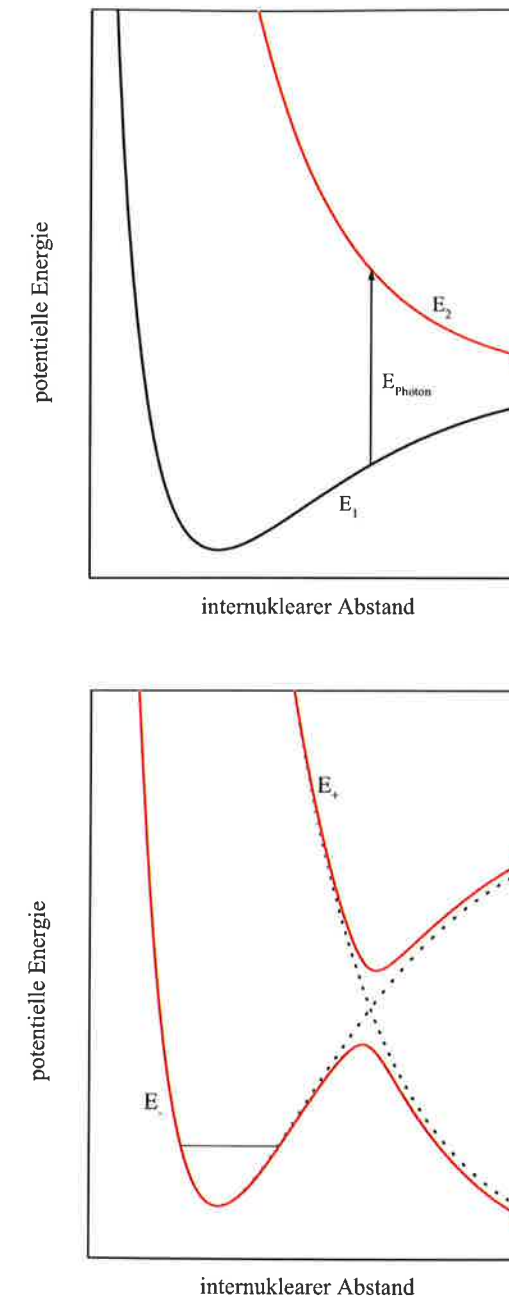 potentielle Energie
E2
EPhoton
E1
internuklearer Abstand
potentielle Energie
E+
E-
internuklearer Abstand